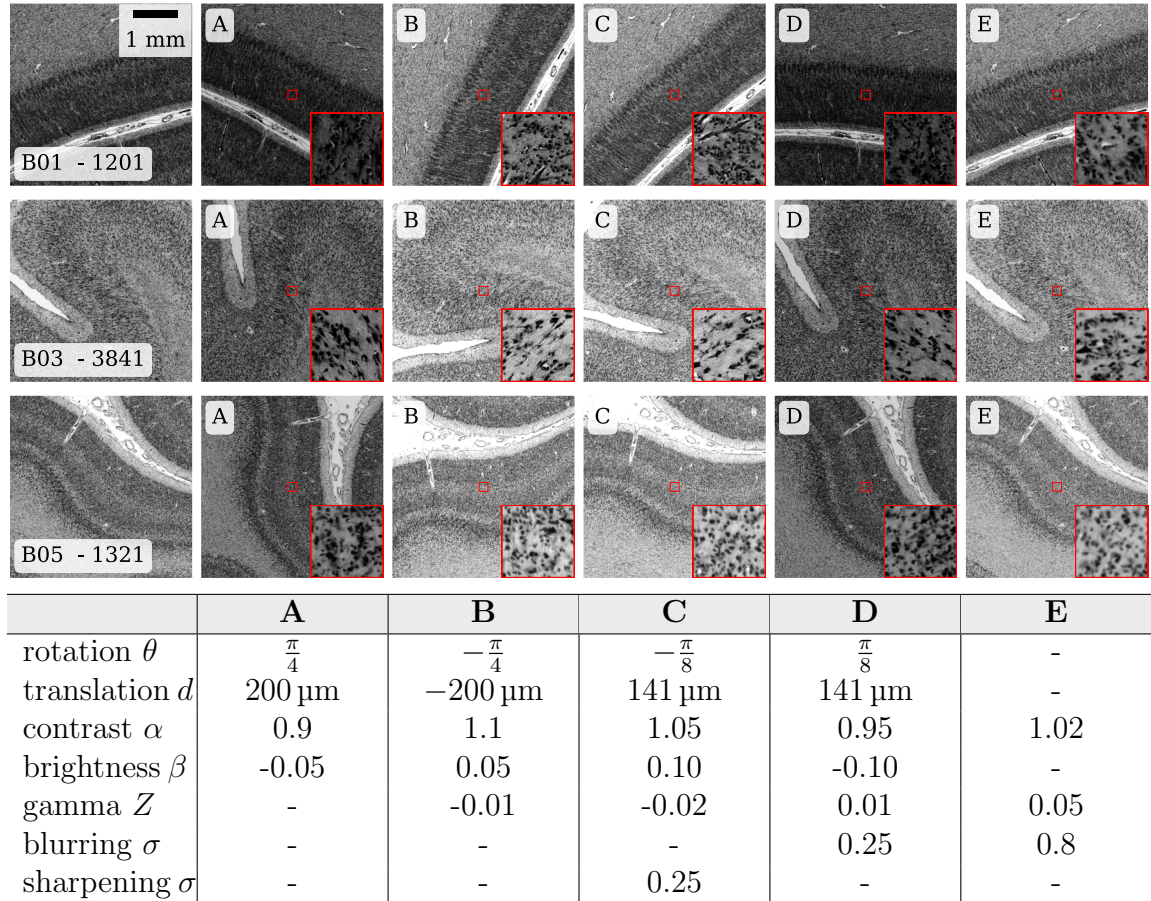 1 mm
A
B
C
D
E
B01 - 1201
A
B
C
D
E
B03 - 3841
A
B
C
D
E
B05 - 1321
A B C D E
rotation θ π/4 −π/4 −π/8 π/8 -
translation d 200 µm −200 µm 141 µm 141 µm -
contrast α 0.9 1.1 1.05 0.95 1.02
brightness β -0.05 0.05 0.10 -0.10 -
gamma Z - -0.01 -0.02 0.01 0.05
blurring σ - - - 0.25 0.8
sharpening σ - - 0.25 - -